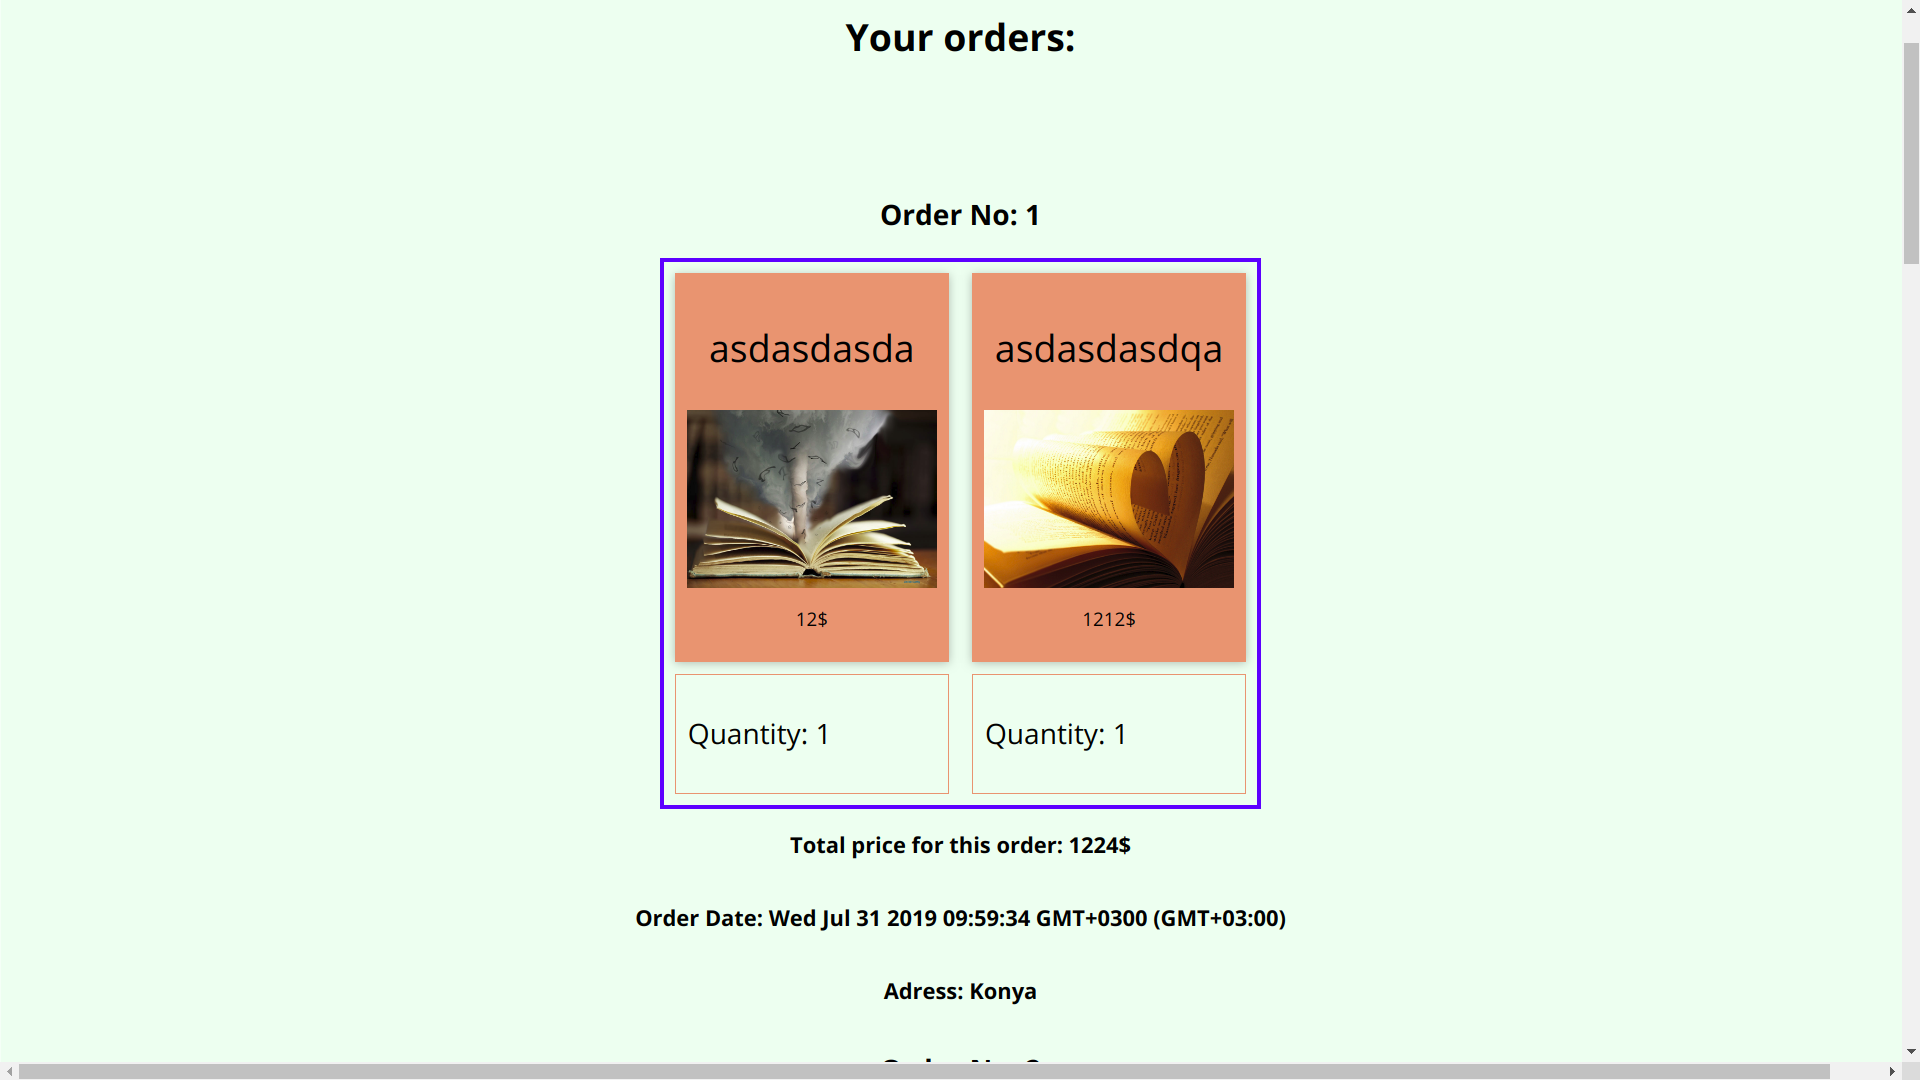 Your orders:
Order No: 1
asdasdasda
asdasdasdqa
12$
1212$
Quantity: 1
Quantity: 1
Total price for this order: 1224$
Order Date: Wed Jul 31 2019 09:59:34 GMT+0300 (GMT+03:00)
Adress: Konya